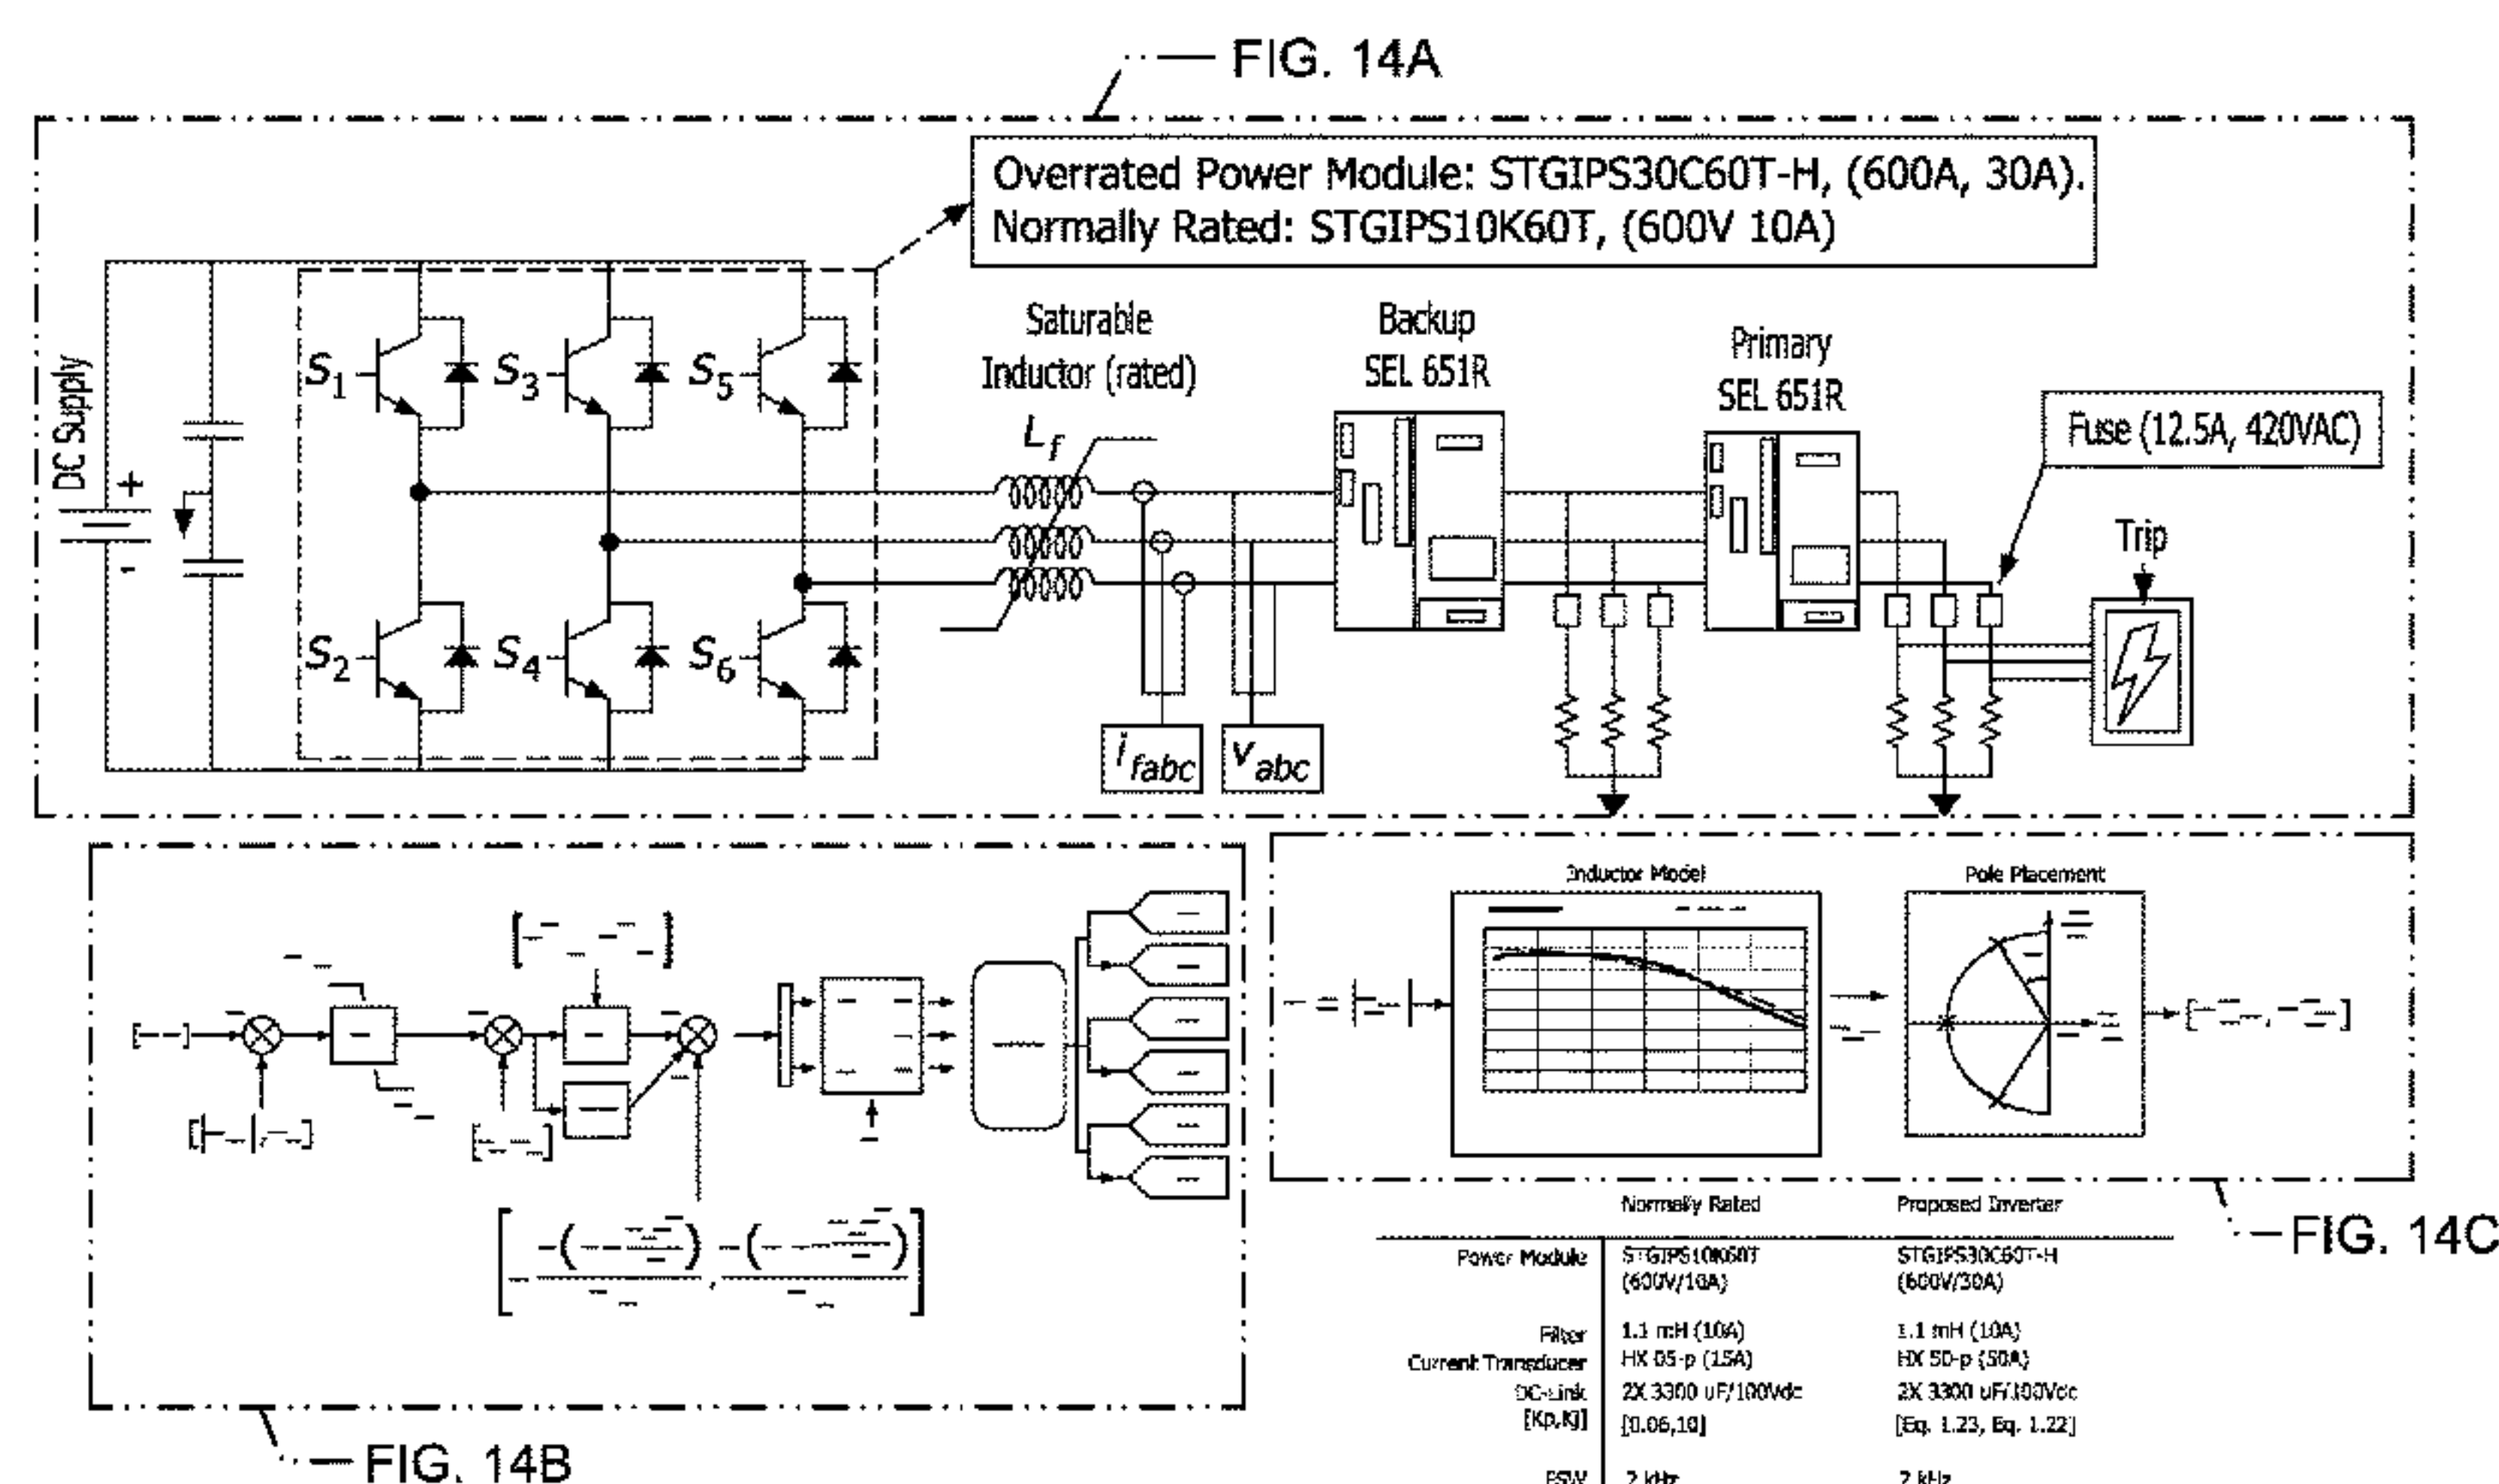 FIG. 14A
Overrated Power Module: STGIPS30C60T-H, (600A, 30A).
Normally Rated: STGIPS10K60T, (600V 10A)
DC Supply
+
-
S1
S3
S5
S2
S4
S6
Saturable
Inductor (rated)
Lf
Backup
SEL 651R
Primary
SEL 651R
Fuse (12.5A, 420VAC)
Trip
ifabc
vabc
Inductor Model
Pole Placement
FIG. 14C
Normally Rated Proposed Inverter
Power Module STGIPS10K60T STGIPS30C60T-H
(600V/10A) (600V/30A)
Filter 1.1 mH (10A) 1.1 mH (10A)
Current Transducer HX 05-p (15A) HX 50-p (50A)
DC-Link 2X 3300 uF/100Vdc 2X 3300 uF/100Vdc
[Kp,Ki] [0.06,10] [Eq. 1.23, Eq. 1.22]
FSW 2 kHz 2 kHz
FIG. 14B